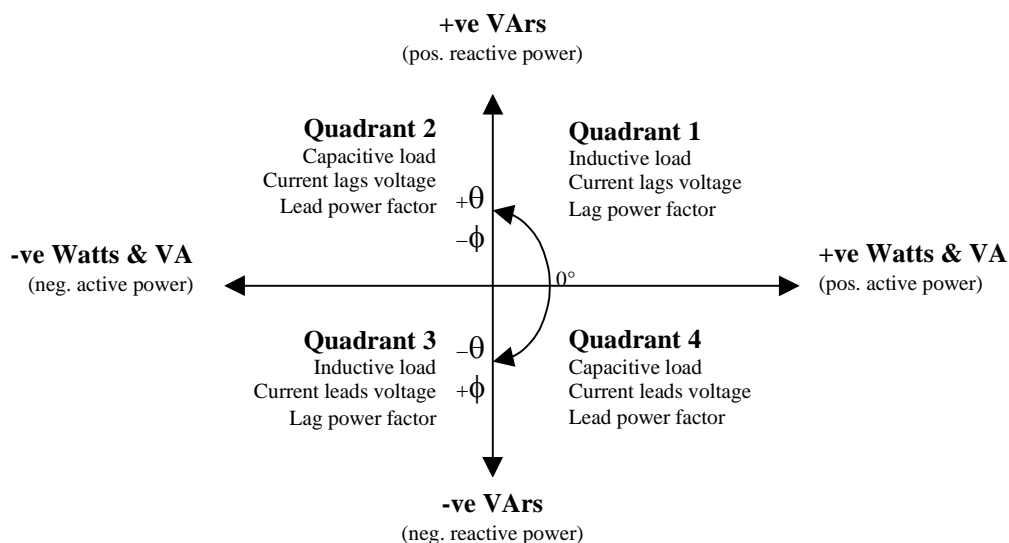 +ve VArs
(pos. reactive power)
Quadrant 2
Capacitive load
Current lags voltage
Lead power factor
+θ
−ϕ
Quadrant 1
Inductive load
Current lags voltage
Lag power factor
-ve Watts & VA
(neg. active power)
0°
+ve Watts & VA
(pos. active power)
Quadrant 3
Inductive load
Current leads voltage
Lag power factor
−θ
+ϕ
Quadrant 4
Capacitive load
Current leads voltage
Lead power factor
-ve VArs
(neg. reactive power)